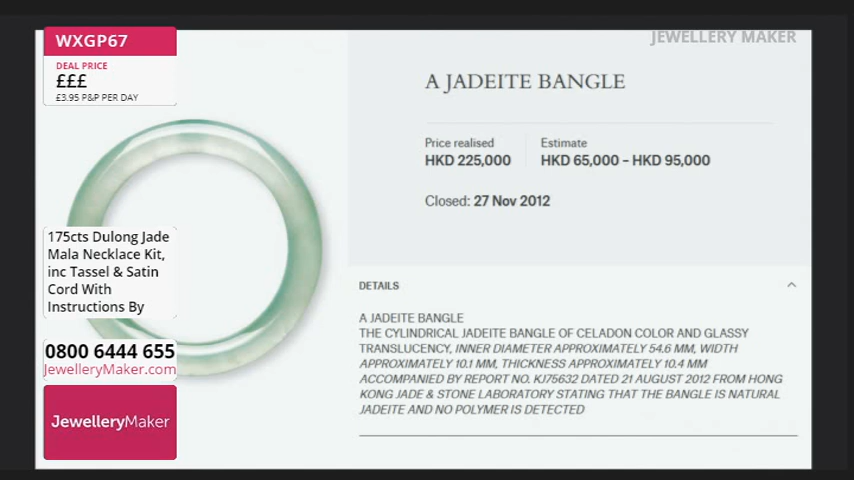 WXGP67
DEAL PRICE
£££
£3.95 P&P PER DAY
175cts Dulong Jade
Mala Necklace Kit,
inc Tassel & Satin
Cord With
Instructions By
0800 6444 655
JewelleryMaker.com
JewelleryMaker
JEWELLERY MAKER
A JADEITE BANGLE
Price realised
HKD 225,000
Estimate
HKD 65,000 – HKD 95,000
Closed: 27 Nov 2012
DETAILS
A JADEITE BANGLE
THE CYLINDRICAL JADEITE BANGLE OF CELADON COLOR AND GLASSY
TRANSLUCENCY, INNER DIAMETER APPROXIMATELY 54.6 MM, WIDTH
APPROXIMATELY 10.1 MM, THICKNESS APPROXIMATELY 10.4 MM
ACCOMPANIED BY REPORT NO. KJ75632 DATED 21 AUGUST 2012 FROM HONG
KONG JADE & STONE LABORATORY STATING THAT THE BANGLE IS NATURAL
JADEITE AND NO POLYMER IS DETECTED